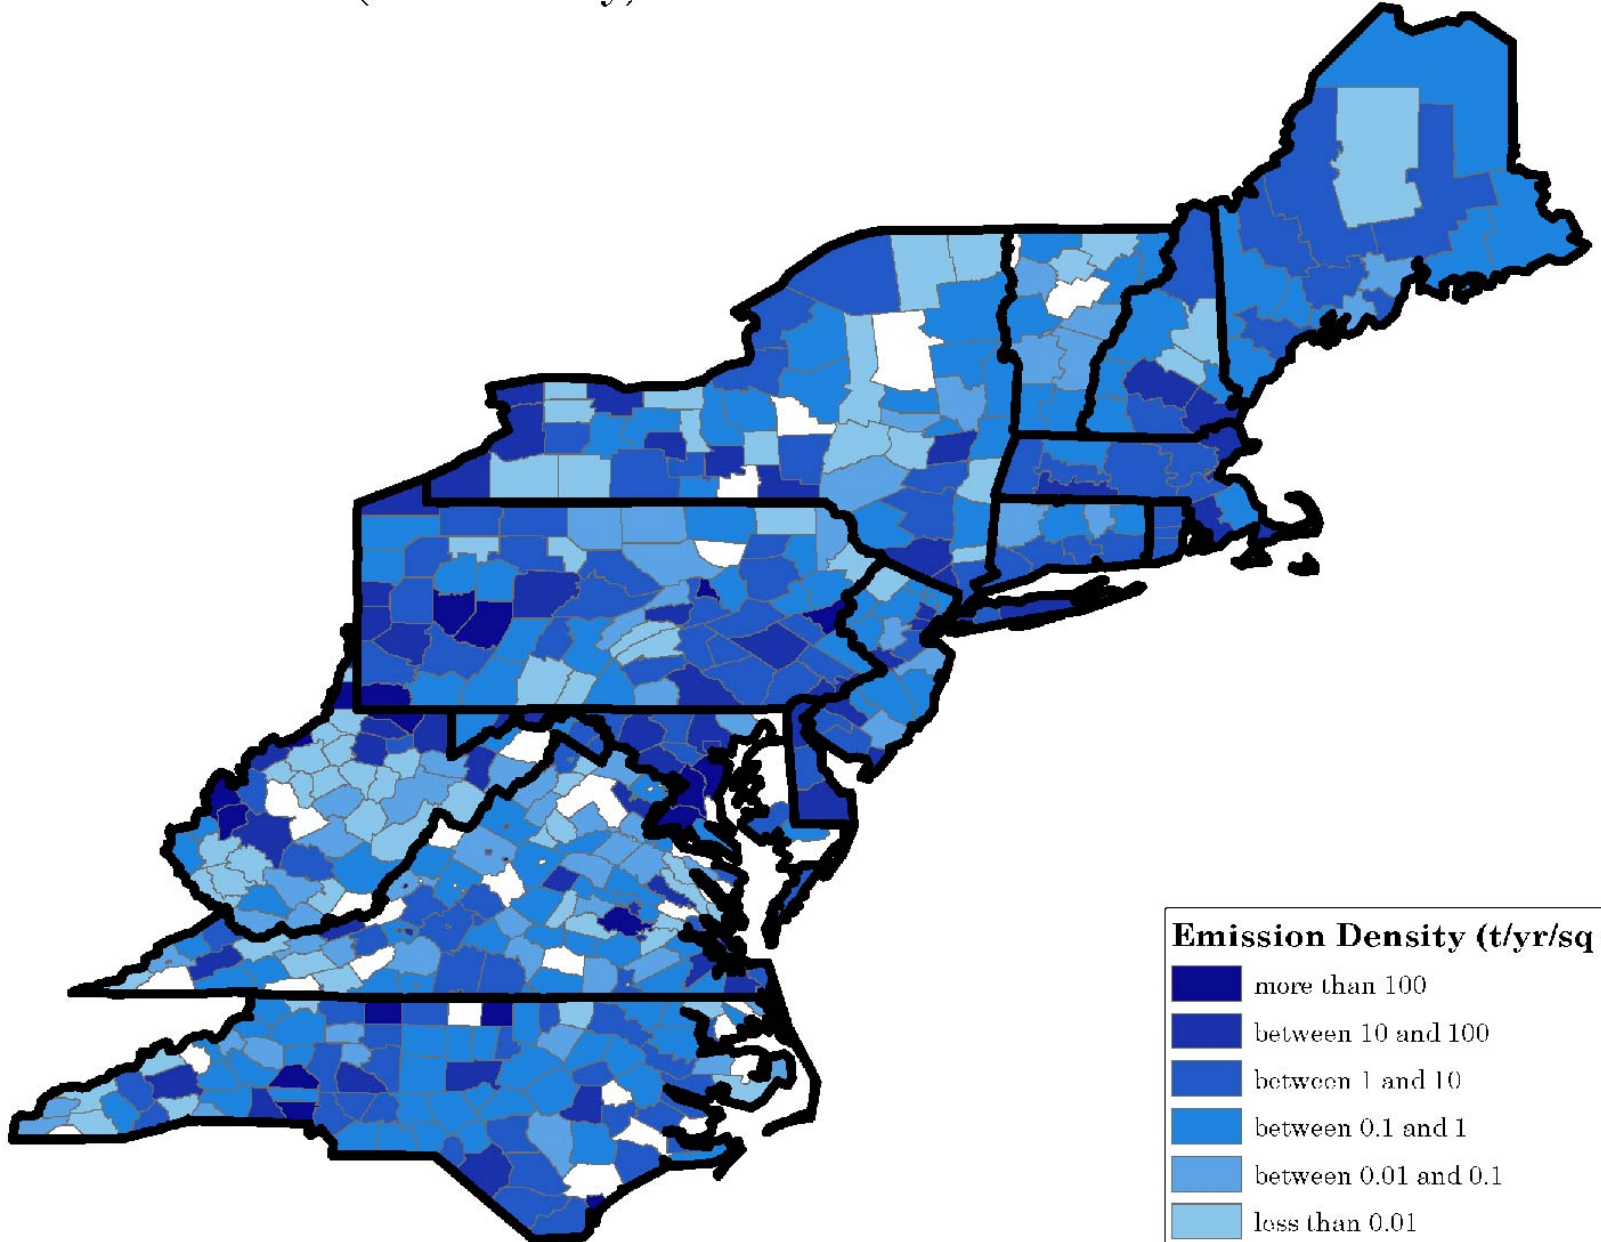 Emission Density (t/yr/sq
more than 100
between 10 and 100
between 1 and 10
between 0.1 and 1
between 0.01 and 0.1
less than 0.01